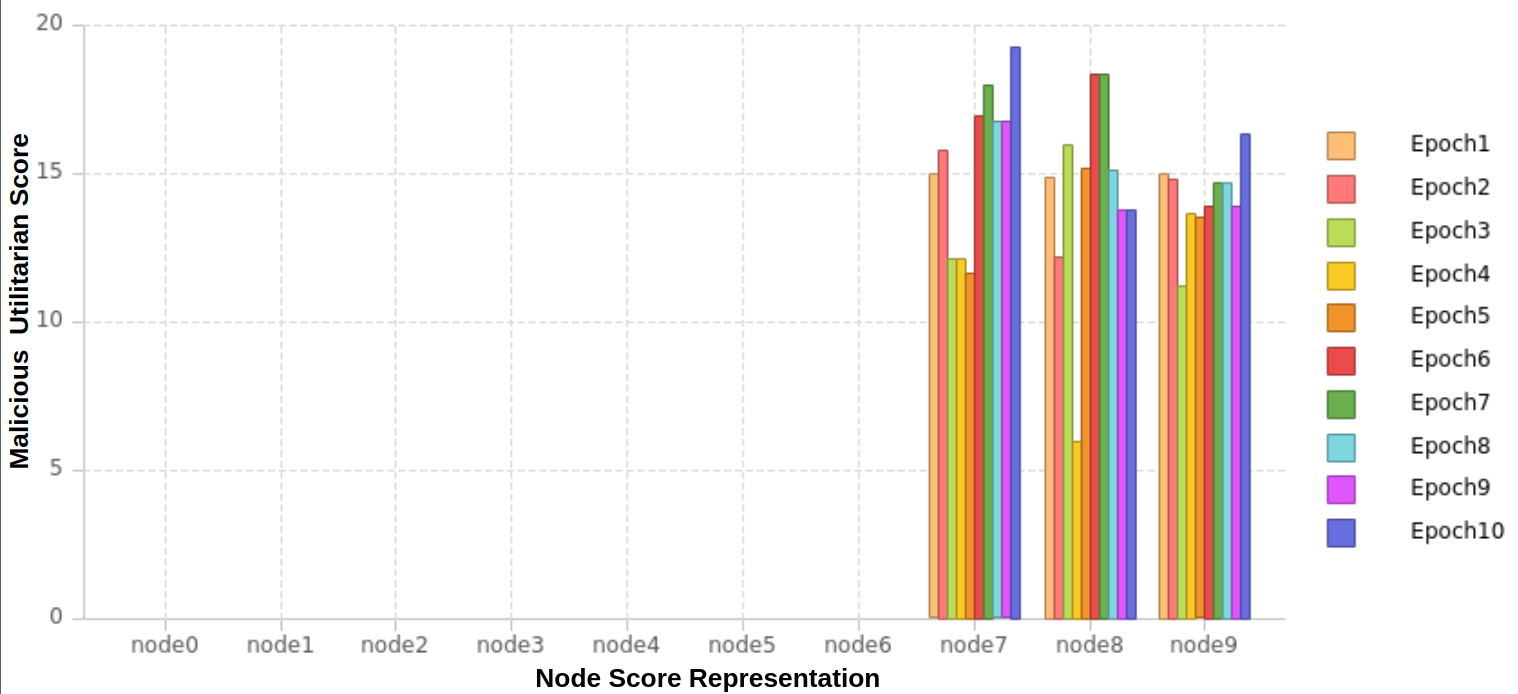 20
15
10
5
0
Malicious Utilitarian Score
node0 node1 node2 node3 node4 node5 node6 node7 node8 node9
Node Score Representation
Epoch1
Epoch2
Epoch3
Epoch4
Epoch5
Epoch6
Epoch7
Epoch8
Epoch9
Epoch10